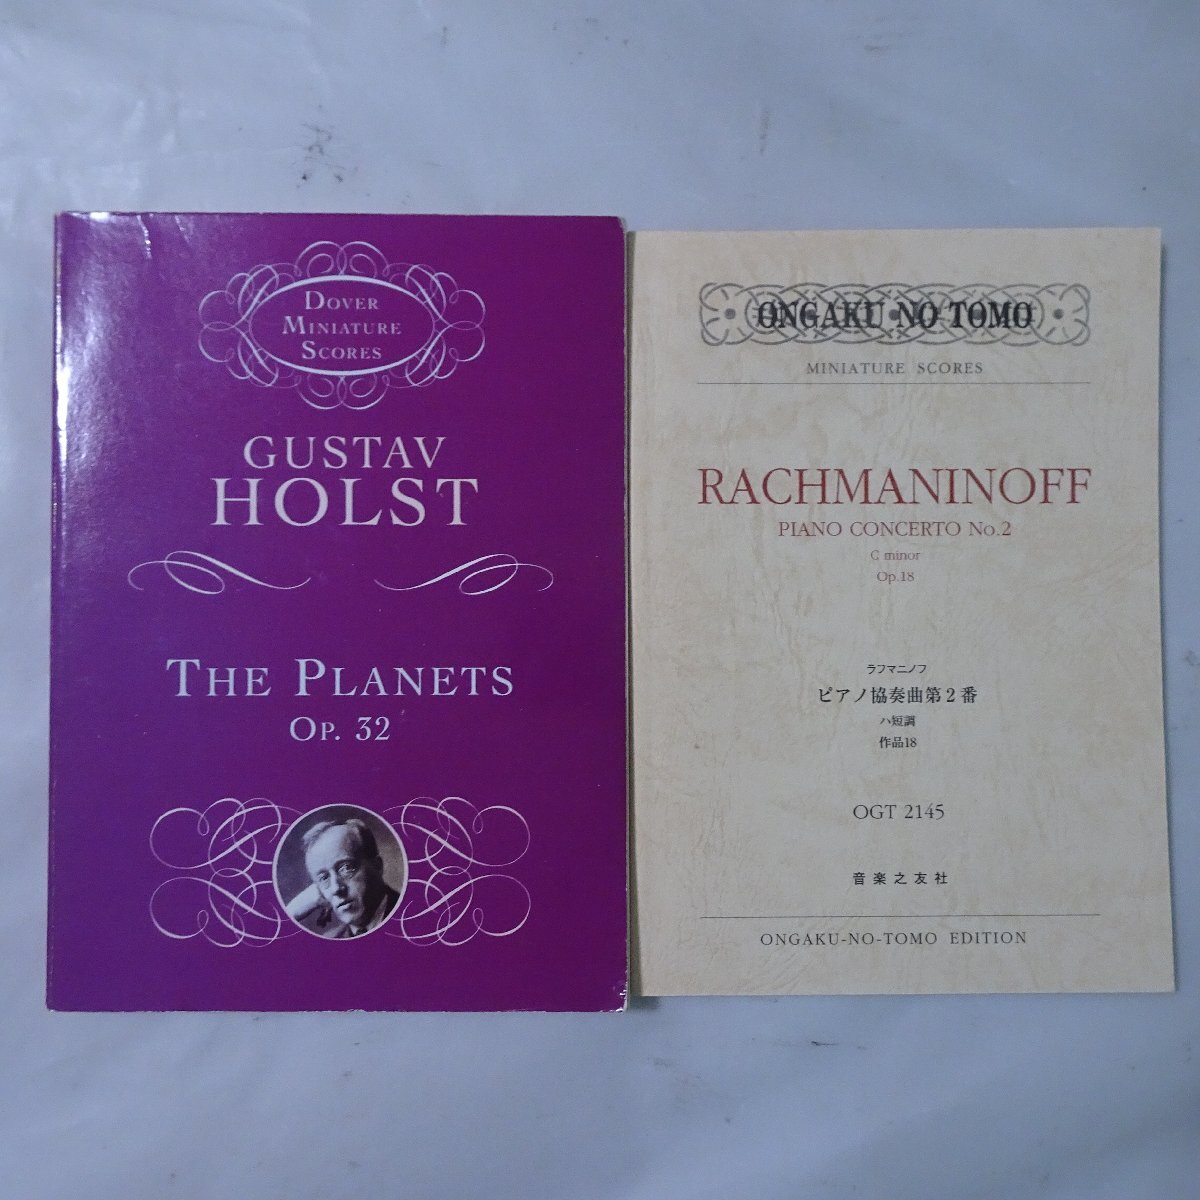 DOVER
MINIATURE
SCORES
GUSTAV
HOLST
THE PLANETS
OP. 32
ONGAKU NO TOMO
MINIATURE SCORES
RACHMANINOFF
PIANO CONCERTO No.2
C minor
Op.18
ラフマニノフ
ピアノ協奏曲第2番
ハ短調
作品18
OGT 2145
音楽之友社
ONGAKU-NO-TOMO EDITION